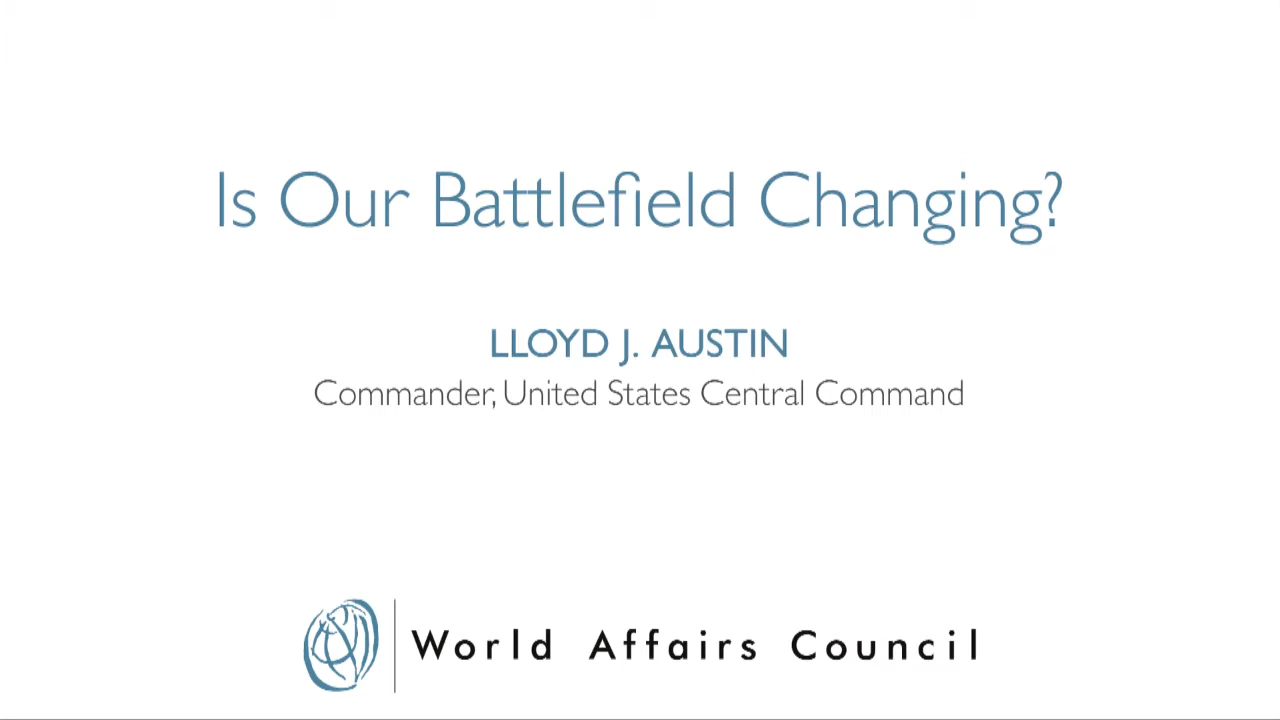 Is Our Battlefield Changing?
LLOYD J. AUSTIN
Commander, United States Central Command
World Affairs Council